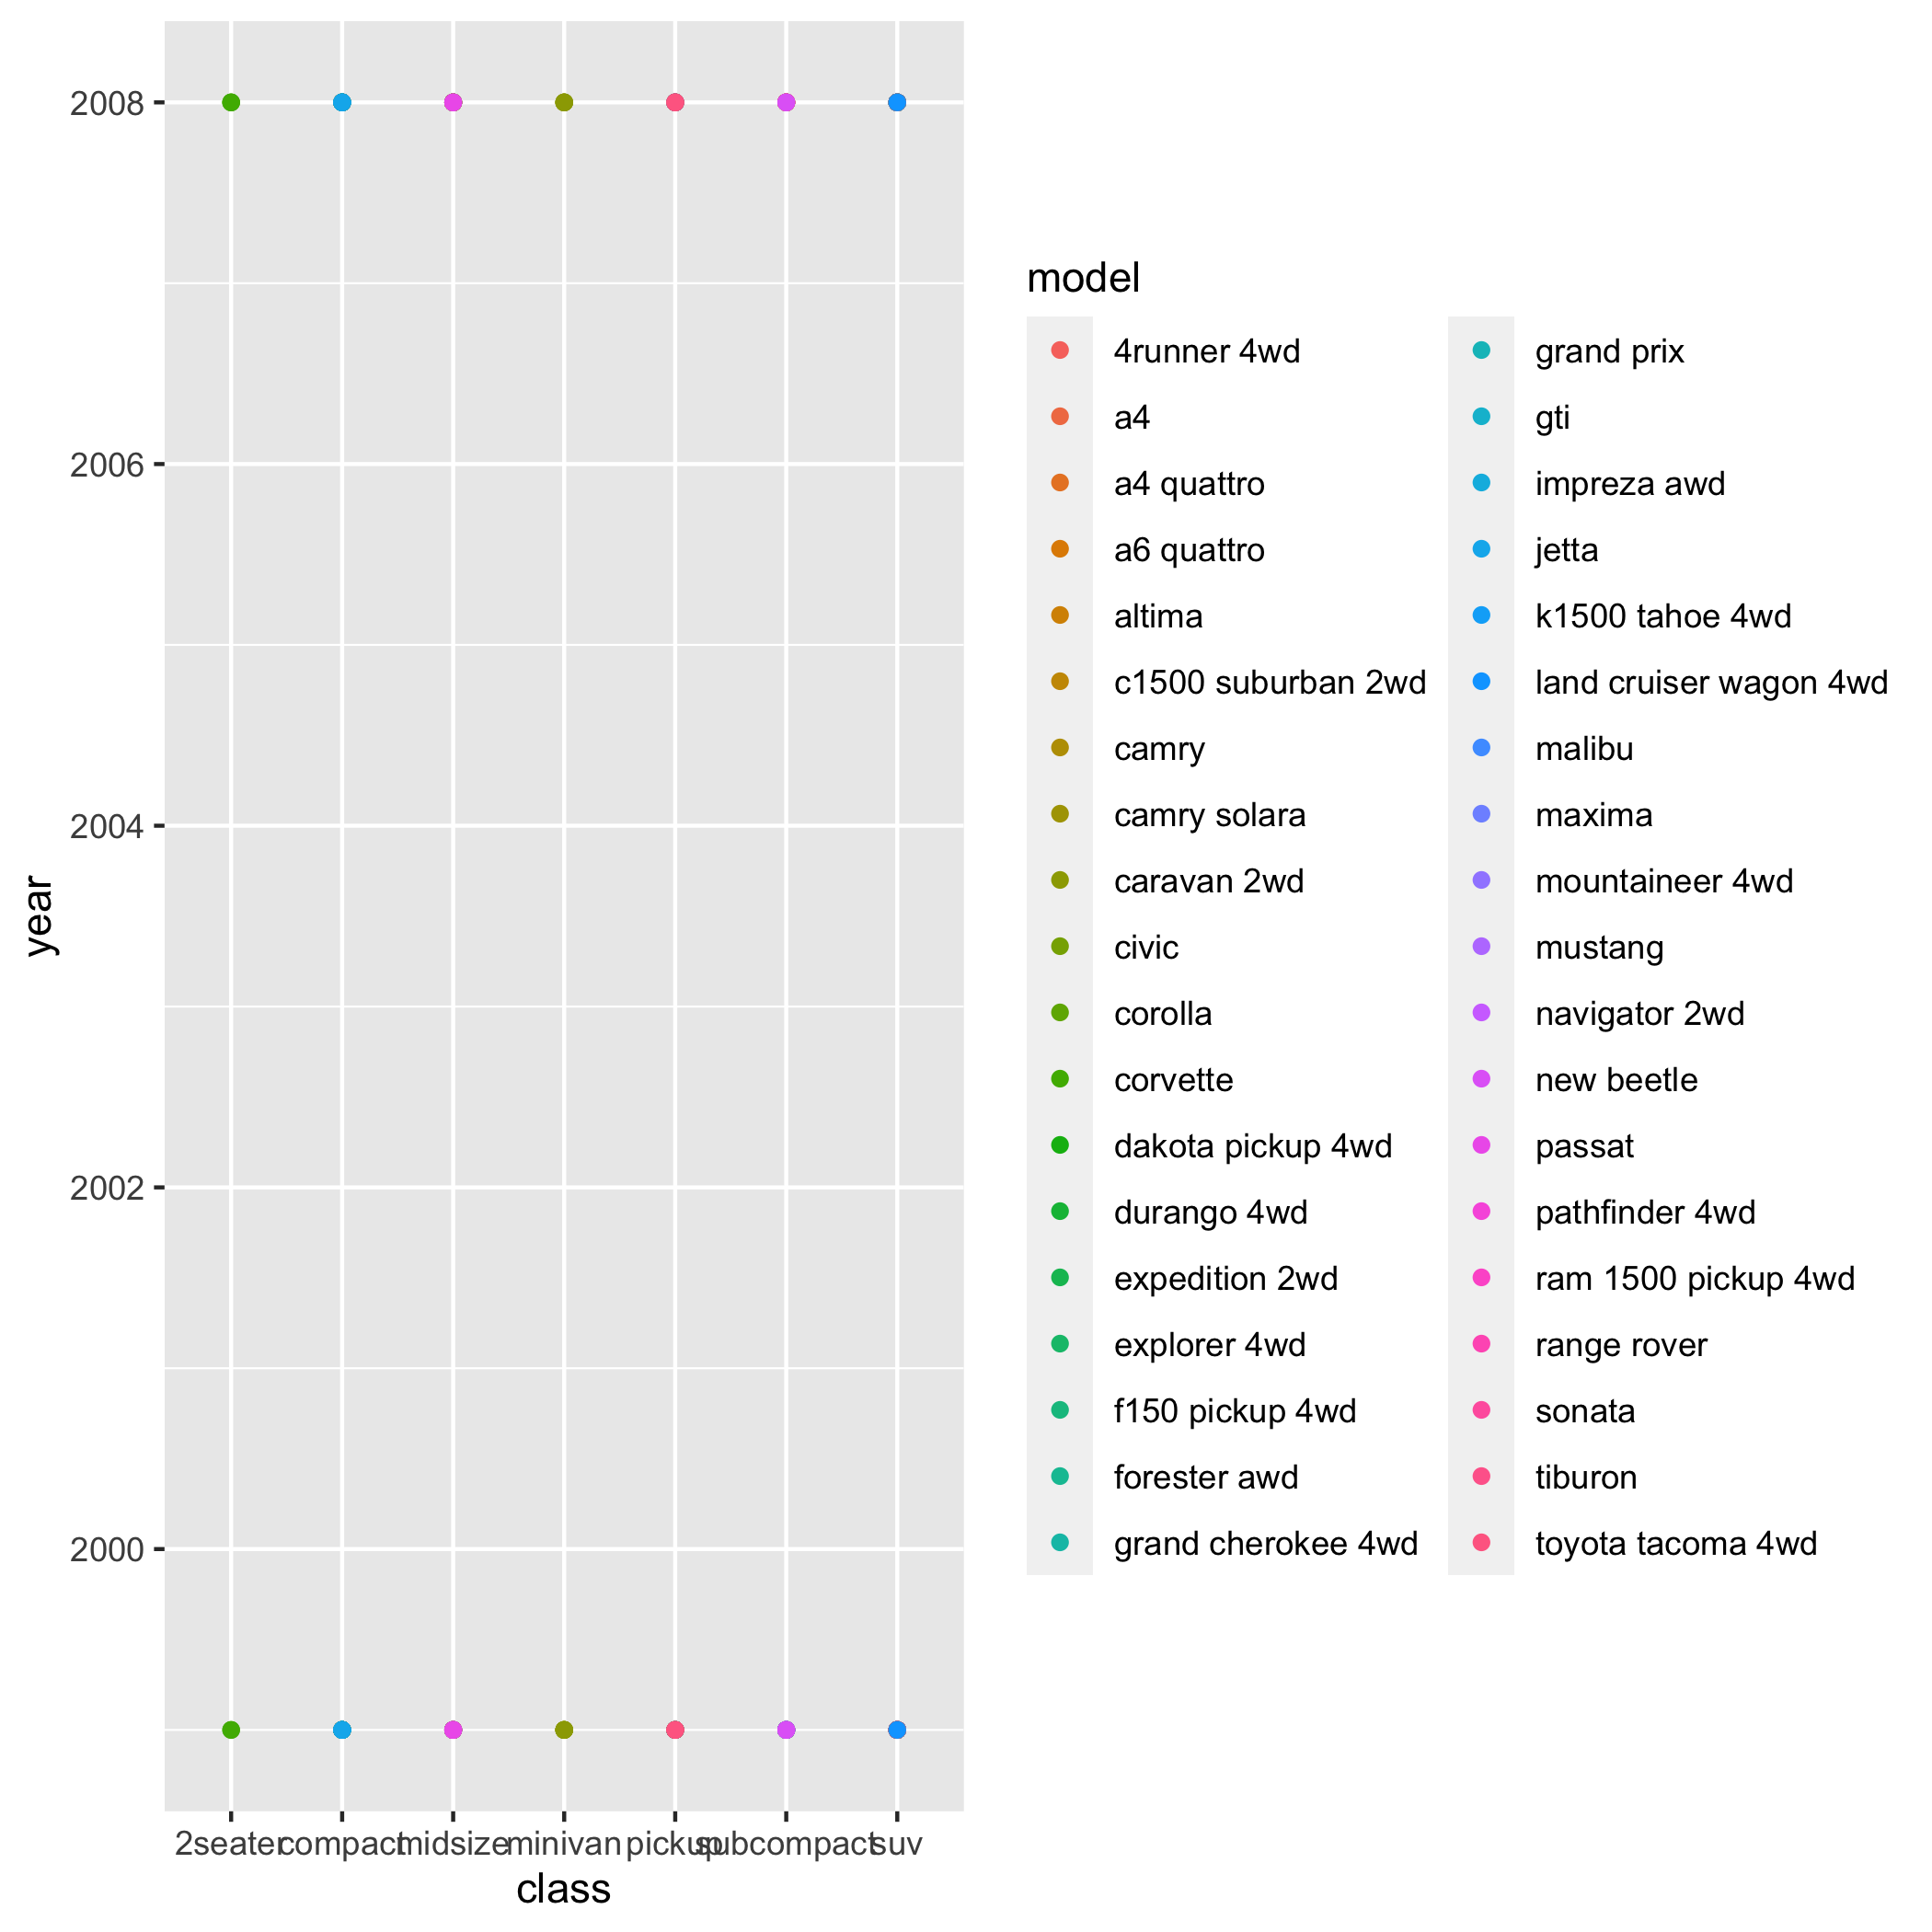 2008
2006
2004
2002
2000
year
2seater
compact
midsize
minivan
pickup
subcompact
suv
class
model
4runner 4wd
a4
a4 quattro
a6 quattro
altima
c1500 suburban 2wd
camry
camry solara
caravan 2wd
civic
corolla
corvette
dakota pickup 4wd
durango 4wd
expedition 2wd
explorer 4wd
f150 pickup 4wd
forester awd
grand cherokee 4wd
grand prix
gti
impreza awd
jetta
k1500 tahoe 4wd
land cruiser wagon 4wd
malibu
maxima
mountaineer 4wd
mustang
navigator 2wd
new beetle
passat
pathfinder 4wd
ram 1500 pickup 4wd
range rover
sonata
tiburon
toyota tacoma 4wd